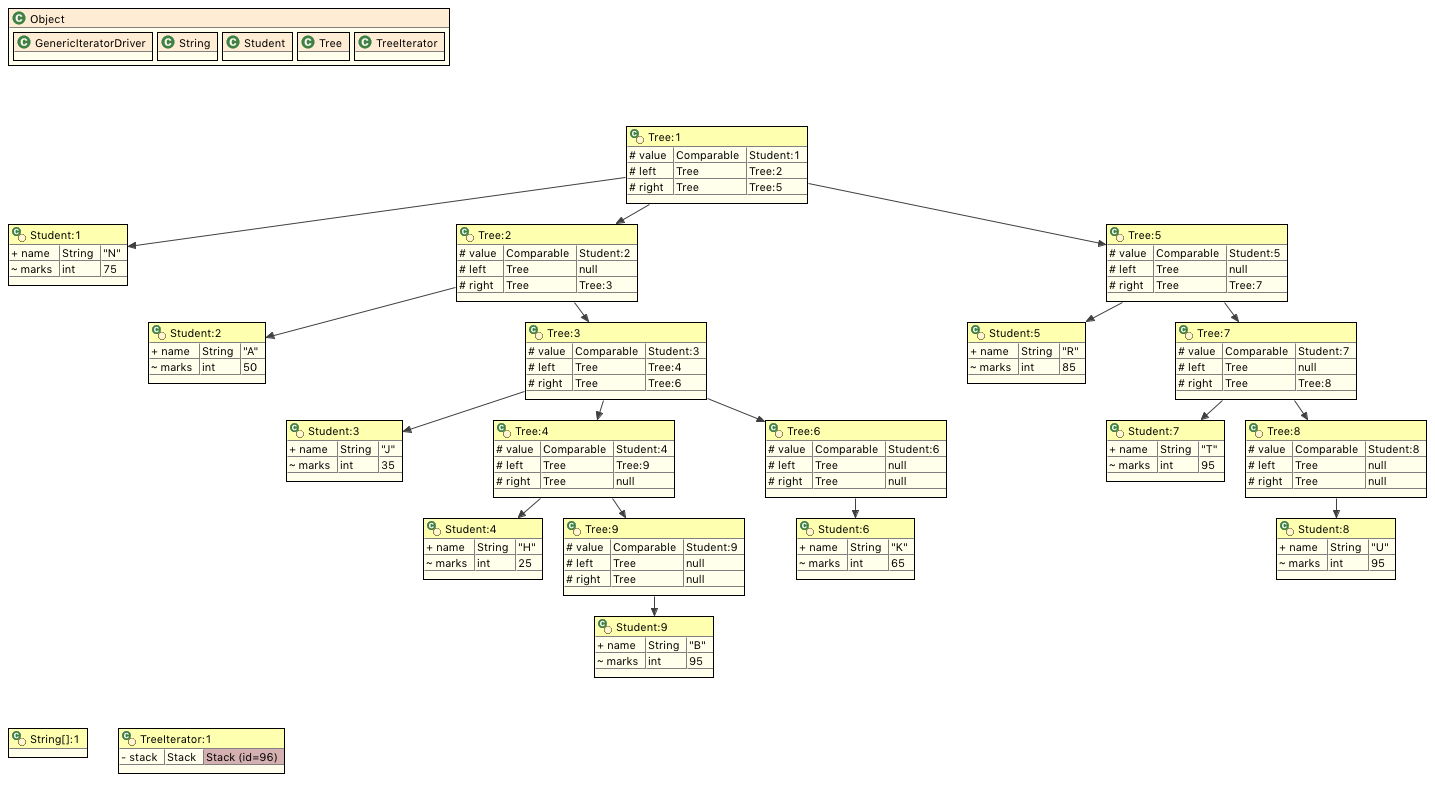 Object
GenericIteratorDriver String Student Tree TreeIterator
Tree:1
# value Comparable Student:1
# left Tree Tree:2
# right Tree Tree:5
Student:1
+ name String "N"
~ marks int 75
Tree:2
# value Comparable Student:2
# left Tree null
# right Tree Tree:3
Tree:5
# value Comparable Student:5
# left Tree null
# right Tree Tree:7
Student:2
+ name String "A"
~ marks int 50
Tree:3
# value Comparable Student:3
# left Tree Tree:4
# right Tree Tree:6
Student:5
+ name String "R"
~ marks int 85
Tree:7
# value Comparable Student:7
# left Tree null
# right Tree Tree:8
Student:3
+ name String "J"
~ marks int 35
Tree:4
# value Comparable Student:4
# left Tree Tree:9
# right Tree null
Tree:6
# value Comparable Student:6
# left Tree null
# right Tree null
Student:7
+ name String "T"
~ marks int 95
Tree:8
# value Comparable Student:8
# left Tree null
# right Tree null
Student:4
+ name String "H"
~ marks int 25
Tree:9
# value Comparable Student:9
# left Tree null
# right Tree null
Student:6
+ name String "K"
~ marks int 65
Student:8
+ name String "U"
~ marks int 95
Student:9
+ name String "B"
~ marks int 95
String[]:1
TreeIterator:1
- stack Stack Stack (id=96)